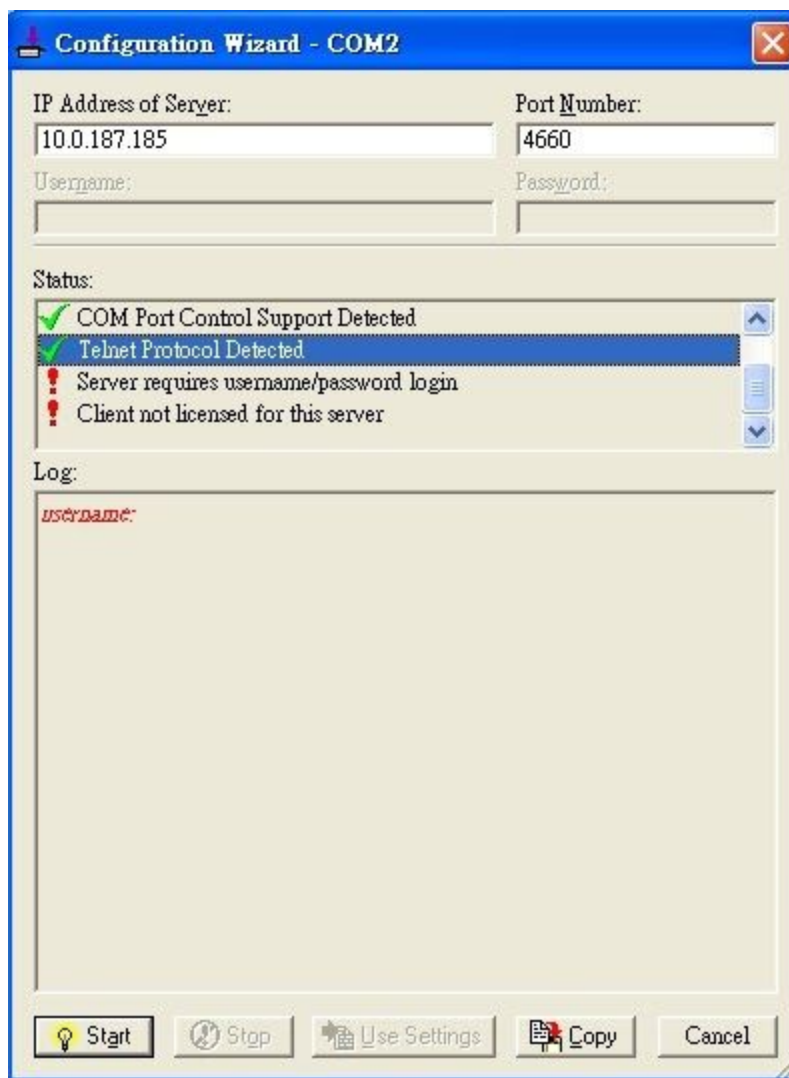 Configuration Wizard - COM2
IP Address of Server: Port Number:
10.0.187.185 4660
Username: Password:
Status:
COM Port Control Support Detected
Telnet Protocol Detected
Server requires username/password login
Client not licensed for this server
Log:
username:
Start Stop Use Settings Copy Cancel